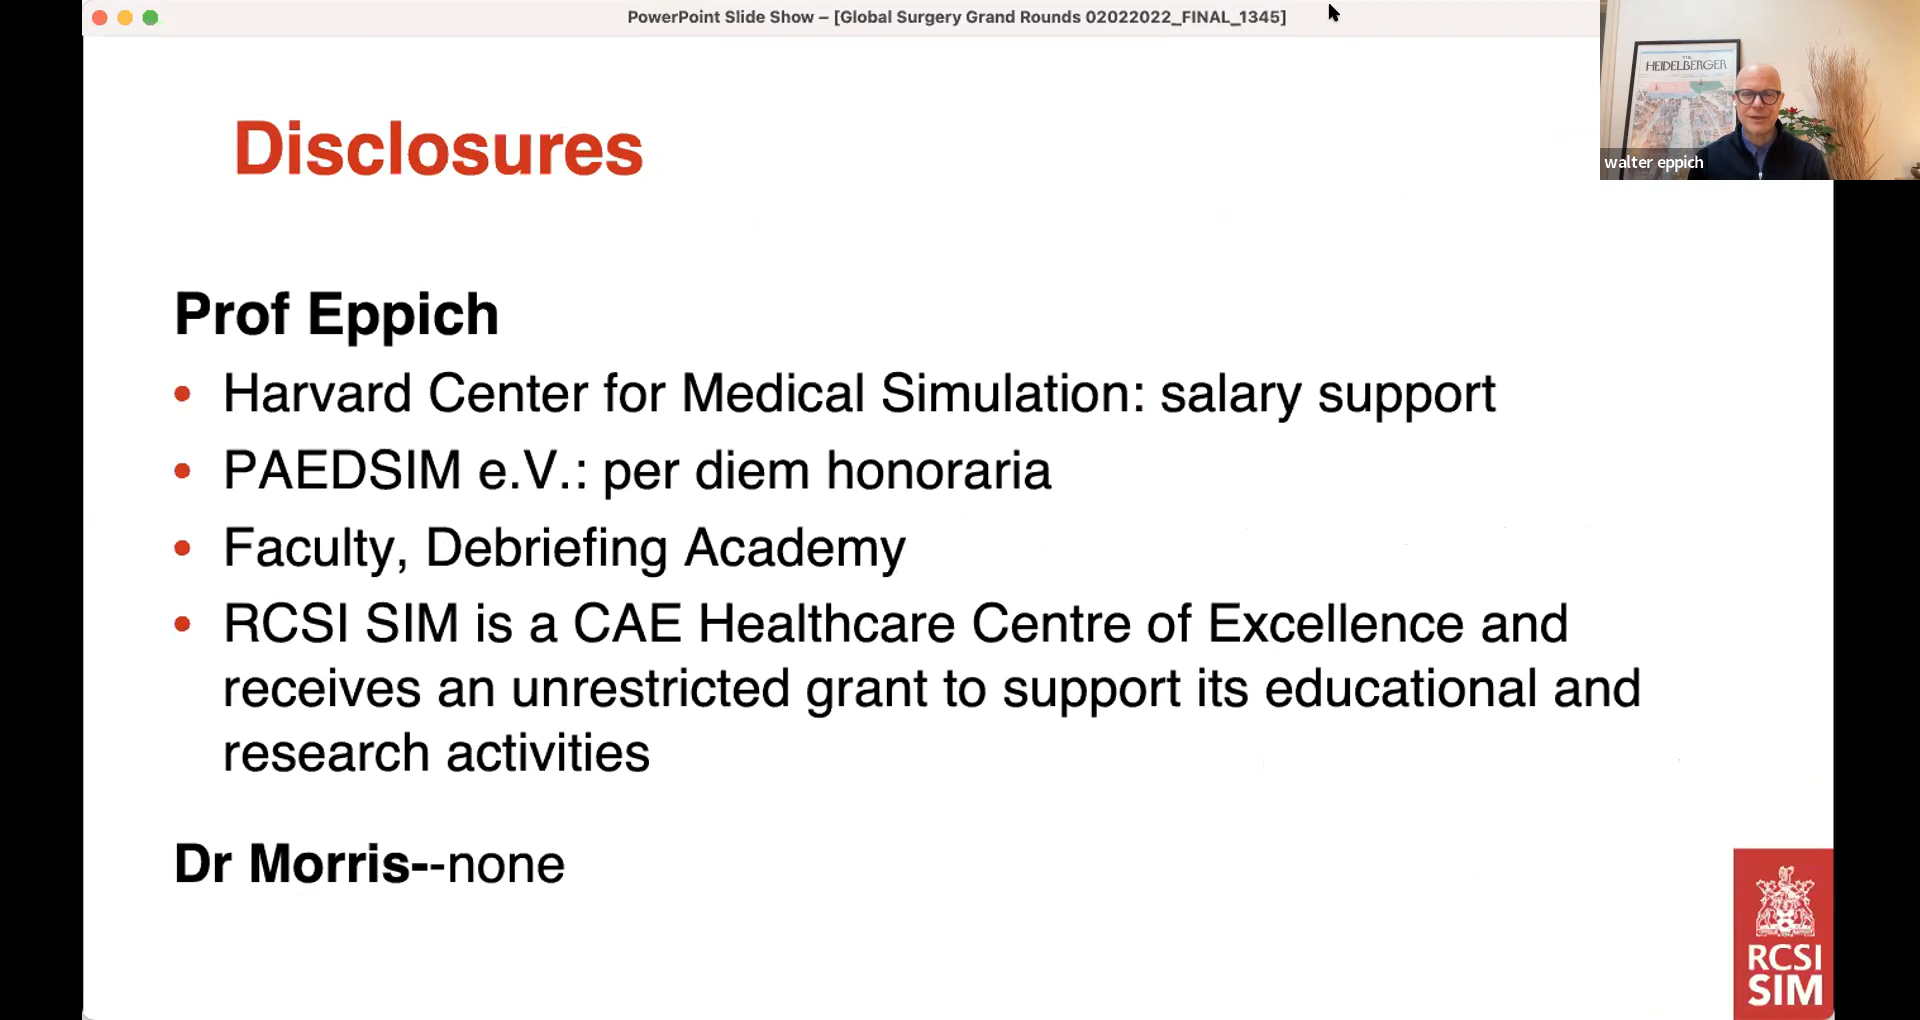 PowerPoint Slide Show – [Global Surgery Grand Rounds 02022022_FINAL_1345]
THE
HEIDELBERGER
walter eppich
Disclosures
Prof Eppich
• Harvard Center for Medical Simulation: salary support
• PAEDSIM e.V.: per diem honoraria
• Faculty, Debriefing Academy
• RCSI SIM is a CAE Healthcare Centre of Excellence and
receives an unrestricted grant to support its educational and
research activities
Dr Morris--none
RCSI
SIM